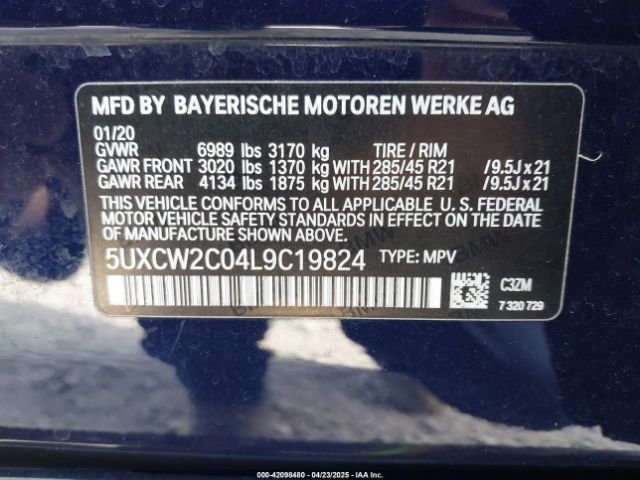 MFD BY BAYERISCHE MOTOREN WERKE AG
01/20
GVWR 6989 lbs 3170 kg TIRE / RIM
GAWR FRONT 3020 lbs 1370 kg WITH 285/45 R21 /9.5J x 21
GAWR REAR 4134 lbs 1875 kg WITH 285/45 R21 /9.5J x 21
THIS VEHICLE CONFORMS TO ALL APPLICABLE U. S. FEDERAL
MOTOR VEHICLE SAFETY STANDARDS IN EFFECT ON THE DATE
OF MANUFACTURE SHOWN ABOVE.
5UXCW2C04L9C19824 TYPE: MPV
C3ZM
7 320 729
000-42098480 - 04/23/2025 - IAA Inc.